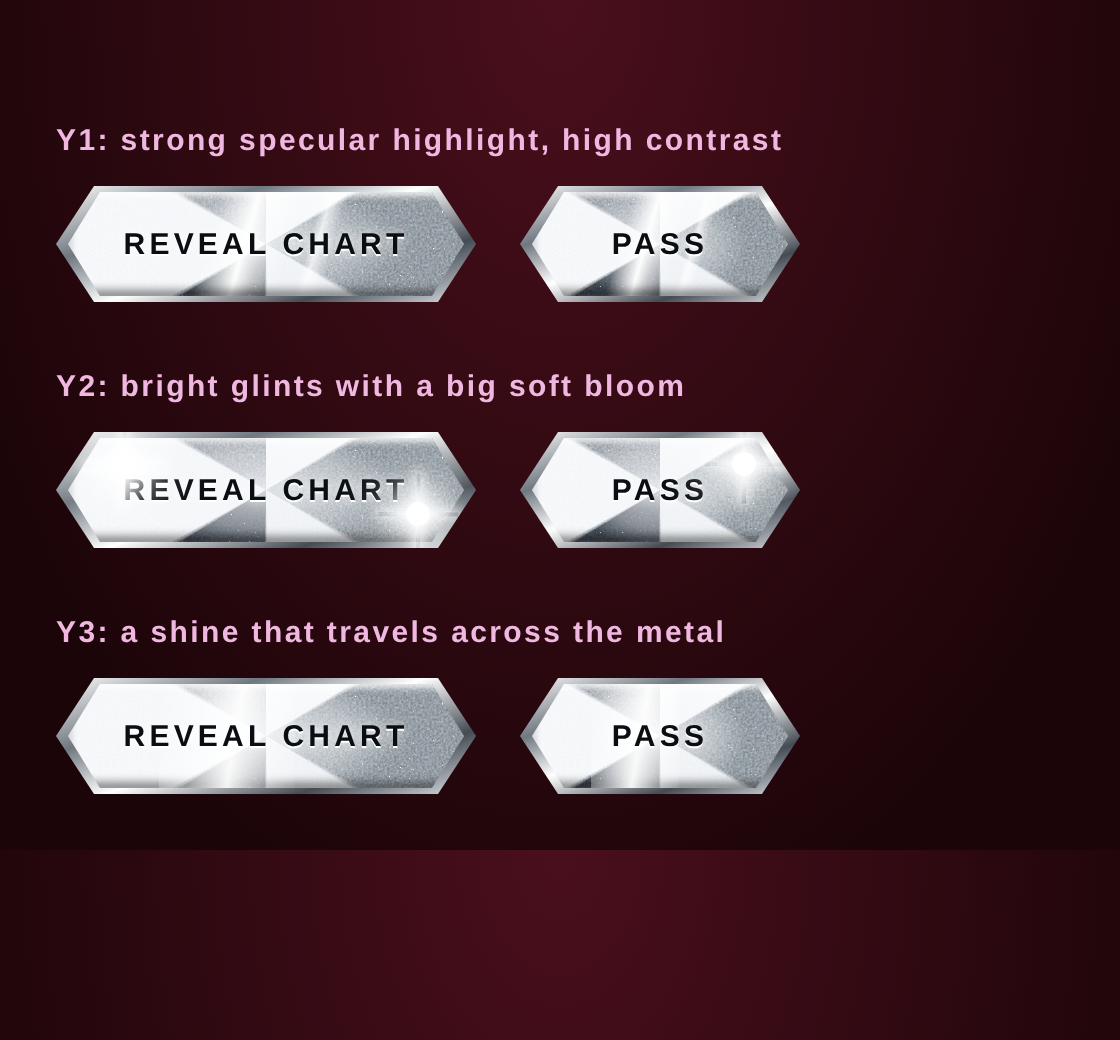 Y1: strong specular highlight, high contrast
REVEAL CHART PASS
Y2: bright glints with a big soft bloom
REVEAL CHART PASS
Y3: a shine that travels across the metal
REVEAL CHART PASS